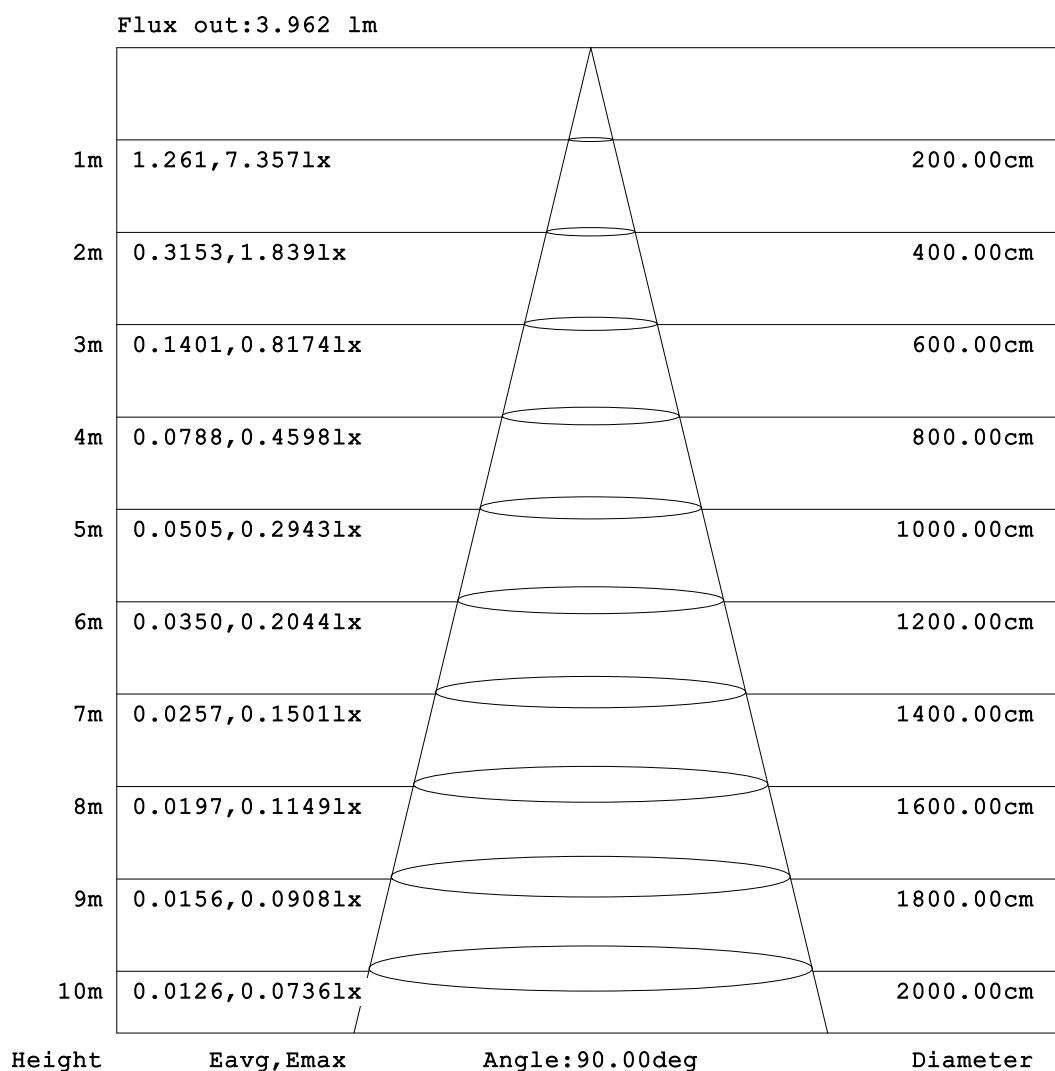 Flux out:3.962 lm
1m 1.261,7.357lx 200.00cm
2m 0.3153,1.839lx 400.00cm
3m 0.1401,0.8174lx 600.00cm
4m 0.0788,0.4598lx 800.00cm
5m 0.0505,0.2943lx 1000.00cm
6m 0.0350,0.2044lx 1200.00cm
7m 0.0257,0.1501lx 1400.00cm
8m 0.0197,0.1149lx 1600.00cm
9m 0.0156,0.0908lx 1800.00cm
10m 0.0126,0.0736lx 2000.00cm
Height Eavg,Emax Angle:90.00deg Diameter